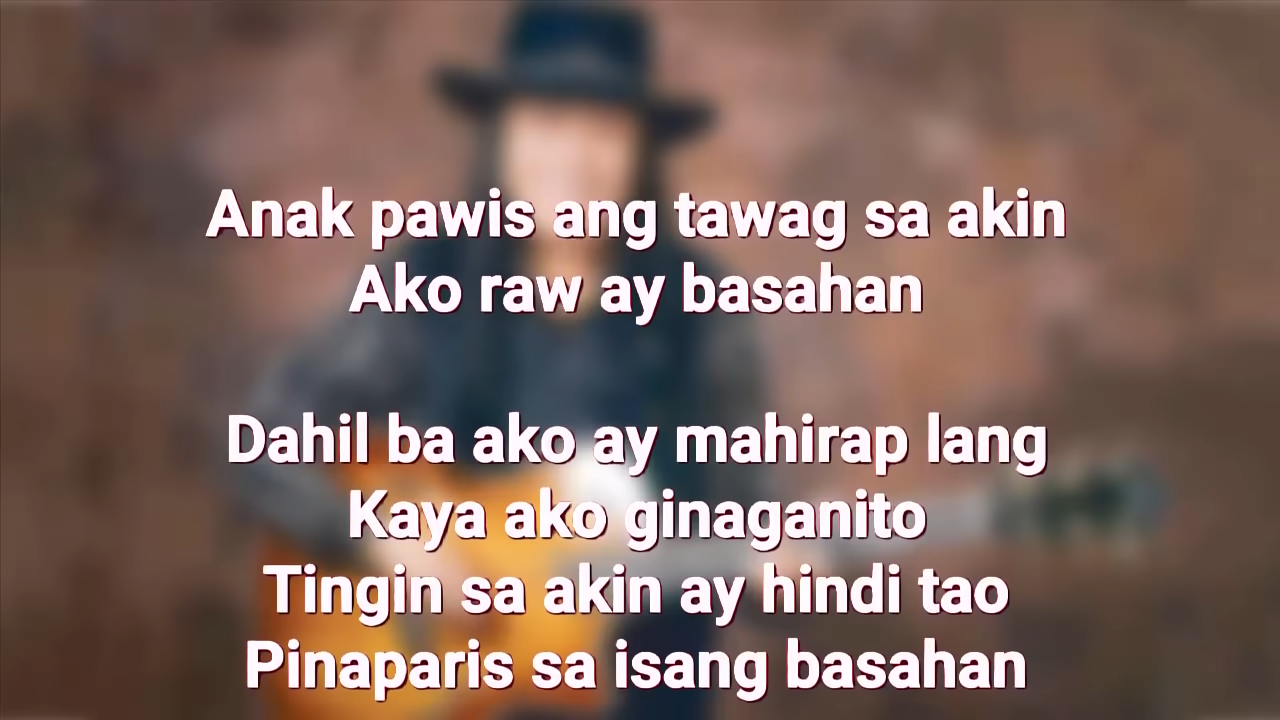 Anak pawis ang tawag sa akin
Ako raw ay basahan
Dahil ba ako ay mahirap lang
Kaya ako ginaganito
Tingin sa akin ay hindi tao
Pinaparis sa isang basahan